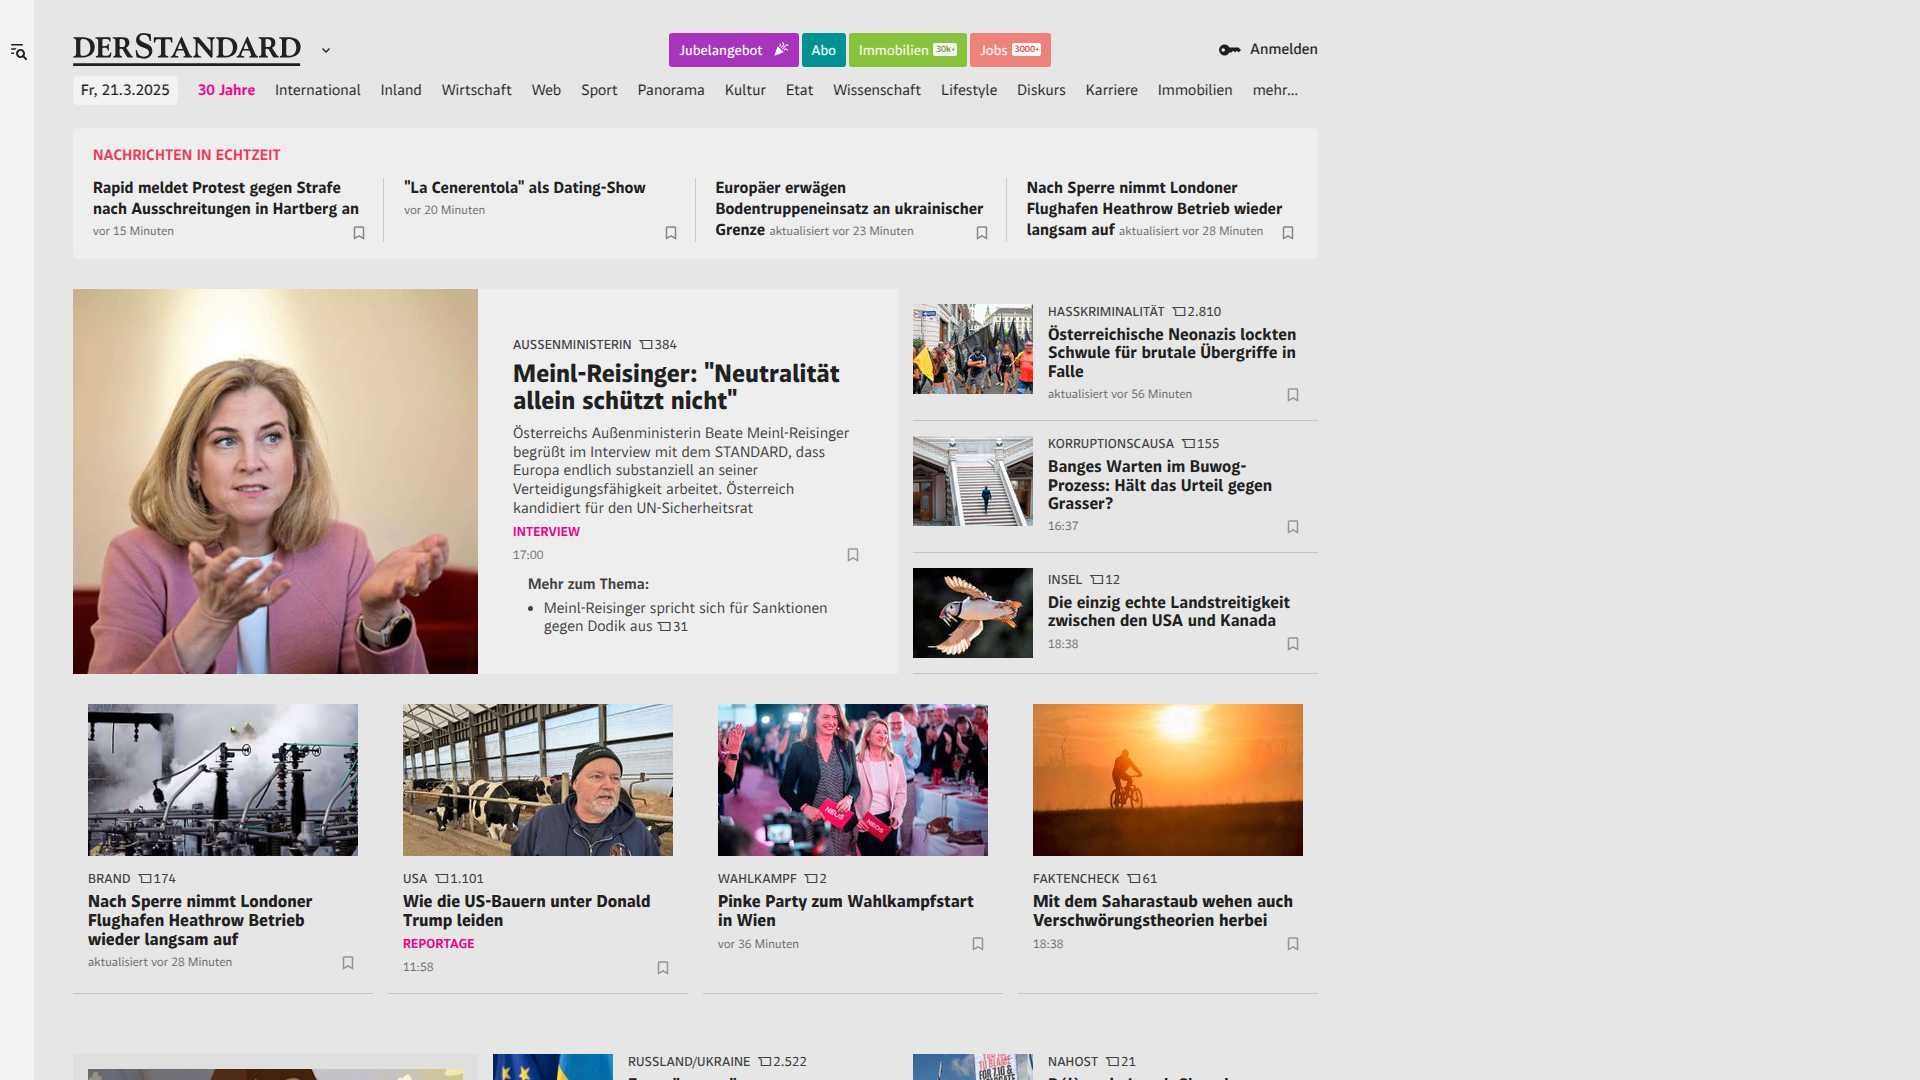 DERSTANDARD
Jubelangebot
Abo
Immobilien 30k+
Jobs 3000+
Anmelden
Fr, 21.3.2025
30 Jahre
International
Inland
Wirtschaft
Web
Sport
Panorama
Kultur
Etat
Wissenschaft
Lifestyle
Diskurs
Karriere
Immobilien
mehr...
NACHRICHTEN IN ECHTZEIT
Rapid meldet Protest gegen Strafe
nach Ausschreitungen in Hartberg an
vor 15 Minuten
"La Cenerentola" als Dating-Show
vor 20 Minuten
Europäer erwägen
Bodentruppeneinsatz an ukrainischer
Grenze aktualisiert vor 23 Minuten
Nach Sperre nimmt Londoner
Flughafen Heathrow Betrieb wieder
langsam auf aktualisiert vor 28 Minuten
AUSSENMINISTERIN 384
Meinl-Reisinger: "Neutralität
allein schützt nicht"
Österreichs Außenministerin Beate Meinl-Reisinger
begrüßt im Interview mit dem STANDARD, dass
Europa endlich substanziell an seiner
Verteidigungsfähigkeit arbeitet. Österreich
kandidiert für den UN-Sicherheitsrat
INTERVIEW
17:00
Mehr zum Thema:
• Meinl-Reisinger spricht sich für Sanktionen
gegen Dodik aus 31
HASSKRIMINALITÄT 2.810
Österreichische Neonazis lockten
Schwule für brutale Übergriffe in
Falle
aktualisiert vor 56 Minuten
KORRUPTIONSCAUSA 155
Banges Warten im Buwog-
Prozess: Hält das Urteil gegen
Grasser?
16:37
INSEL 12
Die einzig echte Landstreitigkeit
zwischen den USA und Kanada
18:38
BRAND 174
Nach Sperre nimmt Londoner
Flughafen Heathrow Betrieb
wieder langsam auf
aktualisiert vor 28 Minuten
USA 1.101
Wie die US-Bauern unter Donald
Trump leiden
REPORTAGE
11:58
NEOS
NEOS
WAHLKAMPF 2
Pinke Party zum Wahlkampfstart
in Wien
vor 36 Minuten
FAKTENCHECK 61
Mit dem Saharastaub wehen auch
Verschwörungstheorien herbei
18:38
RUSSLAND/UKRAINE 2.522
NAHOST 21